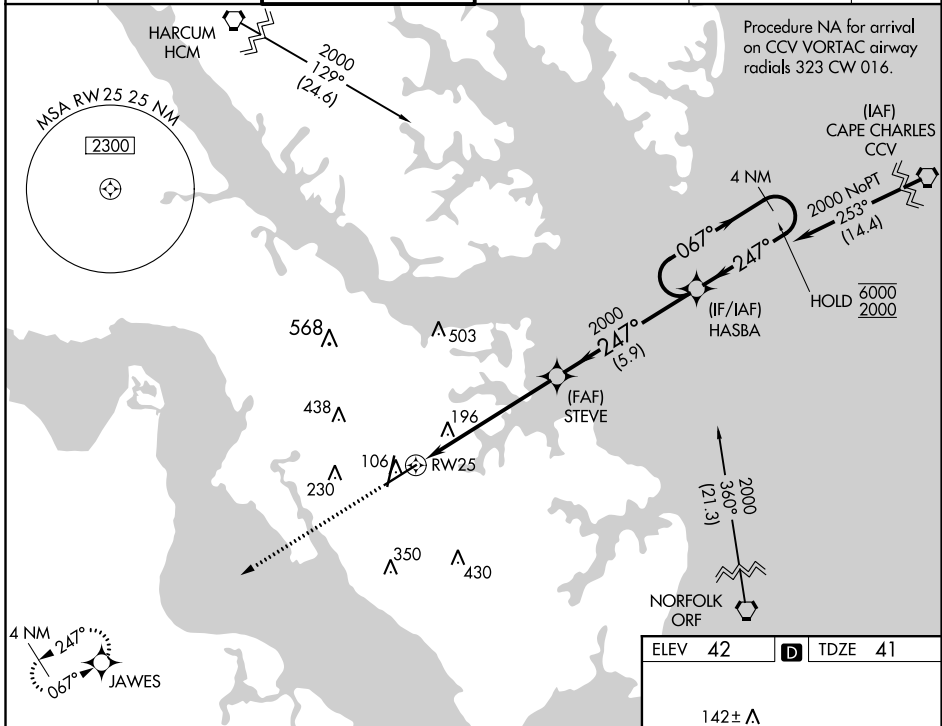 HARCUM
HCM
2000
129°
(24.6)
Procedure NA for arrival
on CCV VORTAC airway
radials 323 CW 016.
MSA RW 25 25 NM
2300
(IAF)
CAPE CHARLES
CCV
4 NM
2000 NoPT
253°
(14.4)
067°
247°
HOLD 6000
2000
(IF/IAF)
HASBA
2000
247°
(5.9)
568
503
(FAF)
STEVE
438
196
106
RW25
230
2000
360°
(21.3)
350
430
NORFOLK
ORF
4 NM
247°
067°
JAWES
ELEV 42 D TDZE 41
142±